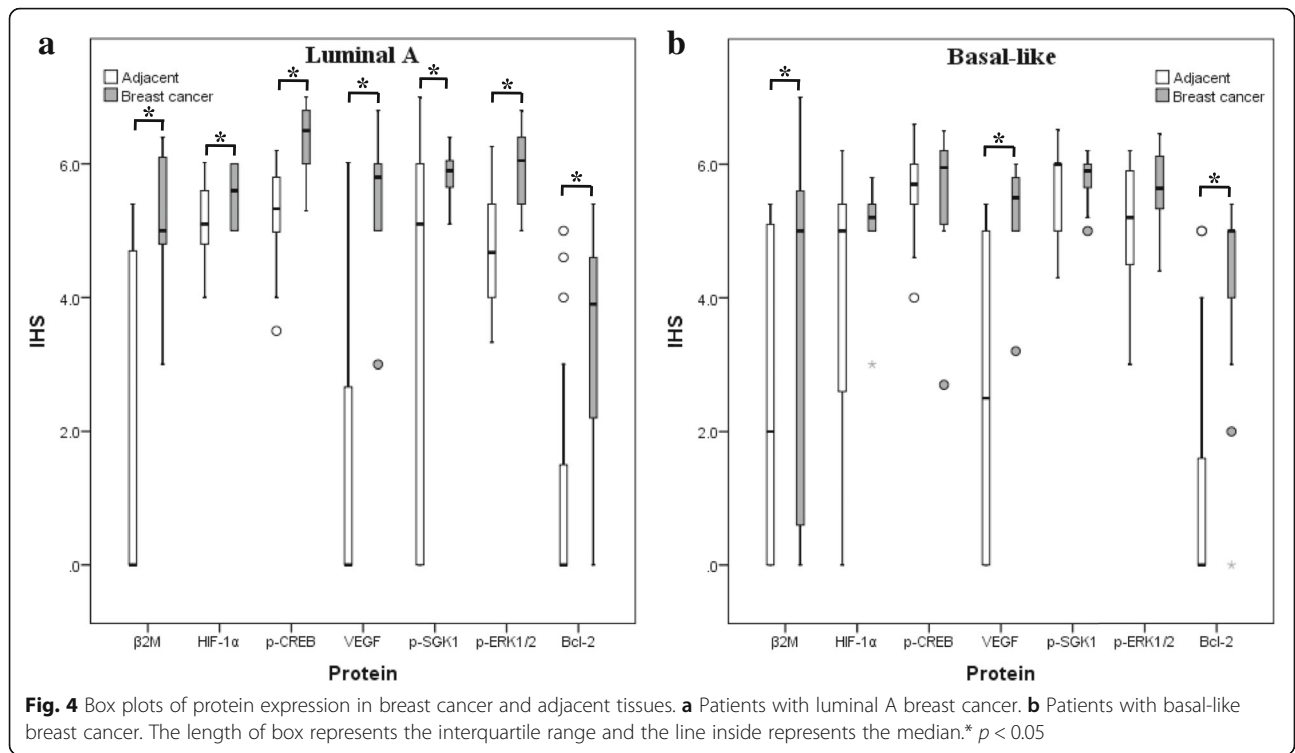 a
Luminal A
Adjacent
Breast cancer
* * * * * * *
IHS
6.0
4.0
2.0
.0
β2M HIF-1α p-CREB VEGF p-SGK1 p-ERK1/2 Bcl-2
Protein
b
Basal-like
Adjacent
Breast cancer
* * *
IHS
6.0
4.0
2.0
.0
*
*
β2M HIF-1α p-CREB VEGF p-SGK1 p-ERK1/2 Bcl-2
Protein
Fig. 4 Box plots of protein expression in breast cancer and adjacent tissues. a Patients with luminal A breast cancer. b Patients with basal-like
breast cancer. The length of box represents the interquartile range and the line inside represents the median.* p < 0.05